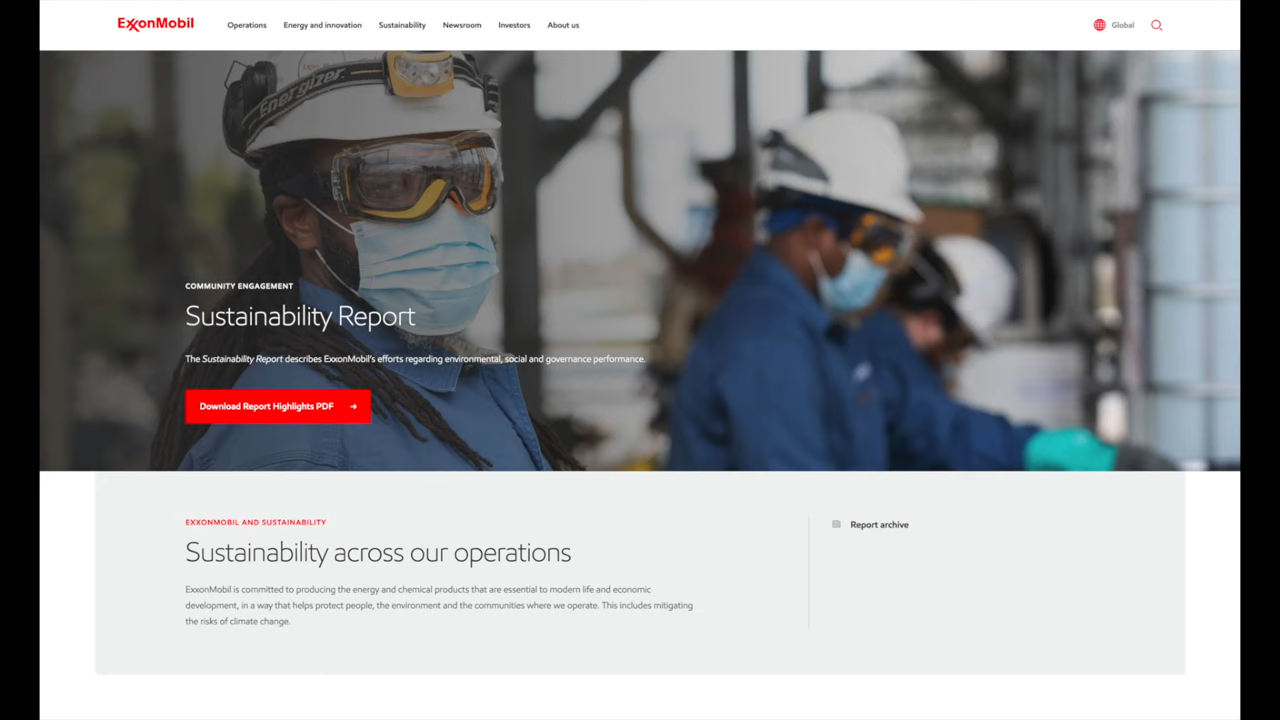 ExxonMobil
Operations
Energy and innovation
Sustainability
Newsroom
Investors
About us
Global
Energizer
COMMUNITY ENGAGEMENT
Sustainability Report
The Sustainability Report describes ExxonMobil's efforts regarding environmental, social and governance performance.
Download Report Highlights PDF →
EXXONMOBIL AND SUSTAINABILITY
Sustainability across our operations
ExxonMobil is committed to producing the energy and chemical products that are essential to modern life and economic
development, in a way that helps protect people, the environment and the communities where we operate. This includes mitigating
the risks of climate change.
Report archive